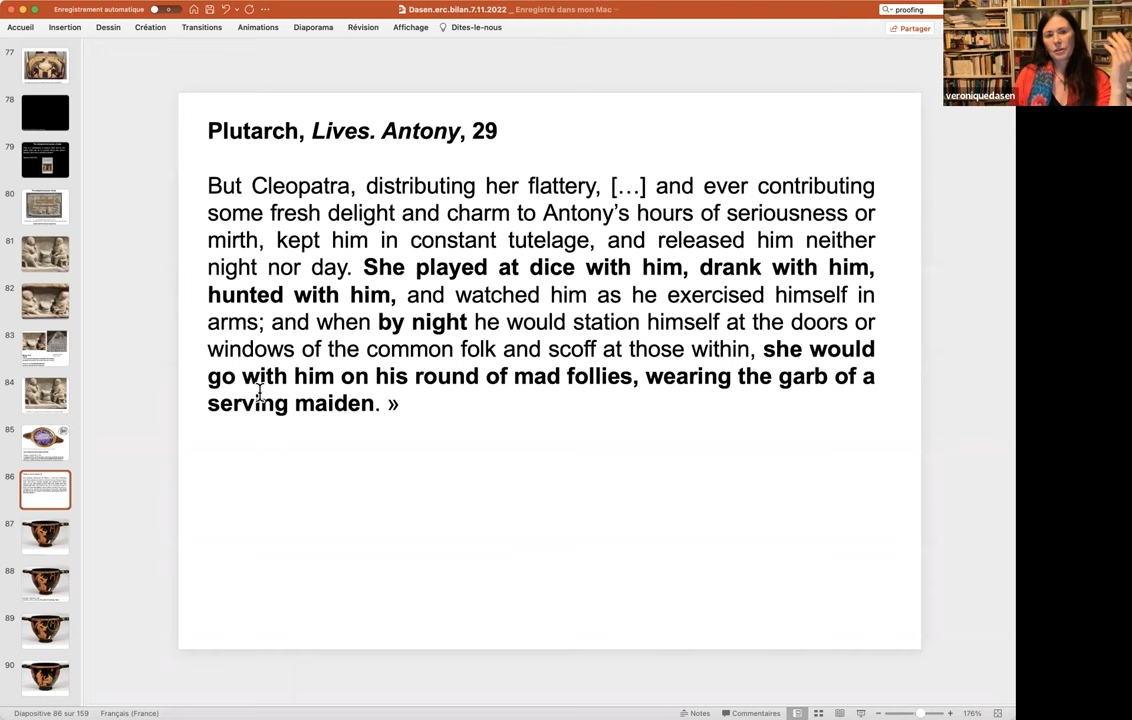 Enregistrement automatique
Dasen.erc.bilan.7.11.2022 _ Enregistré dans mon Mac
proofing
Accueil Insertion Dessin Création Transitions Animations Diaporama Révision Affichage Dites-le-nous
Partager
veroniquedasen
77
78
79
80
81
82
83
84
85
86
87
88
89
90
Plutarch, Lives. Antony, 29
But Cleopatra, distributing her flattery, […] and ever contributing
some fresh delight and charm to Antony’s hours of seriousness or
mirth, kept him in constant tutelage, and released him neither
night nor day. She played at dice with him, drank with him,
hunted with him, and watched him as he exercised himself in
arms; and when by night he would station himself at the doors or
windows of the common folk and scoff at those within, she would
go with him on his round of mad follies, wearing the garb of a
serving maiden. »
Diapositive 86 sur 159 Français (France) Notes Commentaires 176%